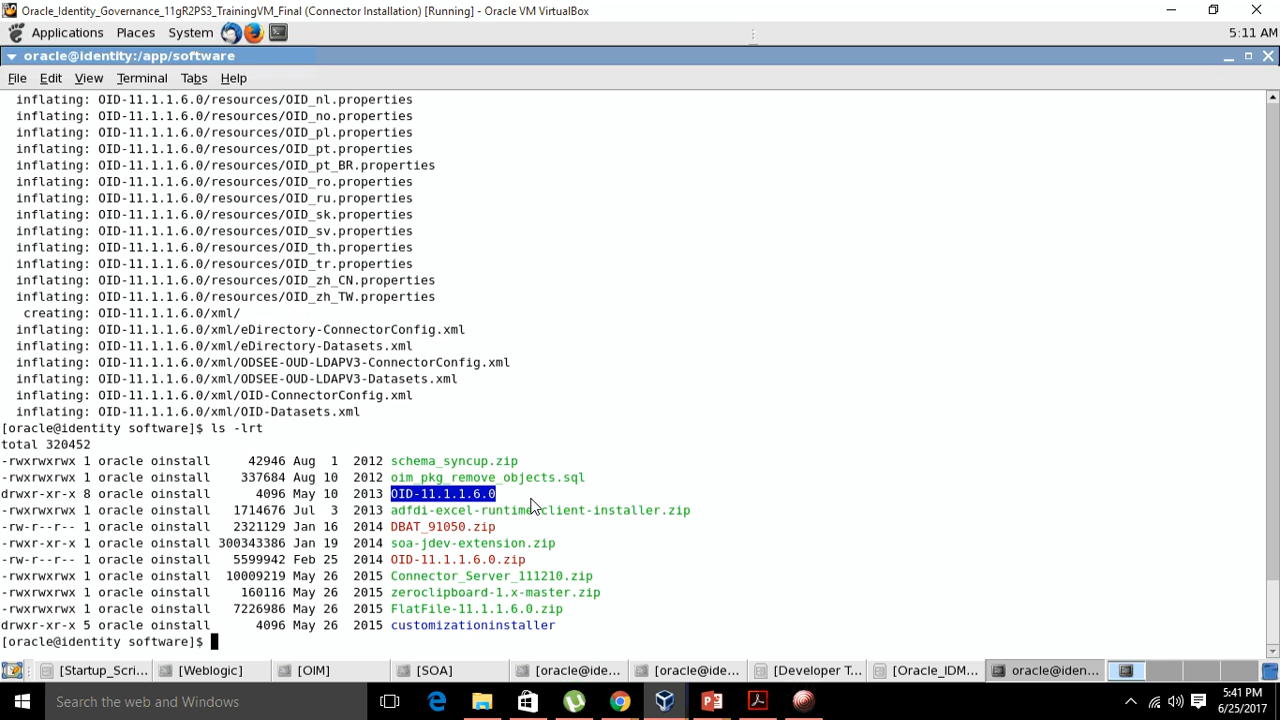 Oracle_Identity_Governance_11gR2PS3_TrainingVM_Final (Connector Installation) [Running] - Oracle VM VirtualBox
Applications Places System 5:11 AM
oracle@identity:/app/software
File Edit View Terminal Tabs Help
inflating: OID-11.1.1.6.0/resources/OID_nl.properties
inflating: OID-11.1.1.6.0/resources/OID_no.properties
inflating: OID-11.1.1.6.0/resources/OID_pl.properties
inflating: OID-11.1.1.6.0/resources/OID_pt.properties
inflating: OID-11.1.1.6.0/resources/OID_pt_BR.properties
inflating: OID-11.1.1.6.0/resources/OID_ro.properties
inflating: OID-11.1.1.6.0/resources/OID_ru.properties
inflating: OID-11.1.1.6.0/resources/OID_sk.properties
inflating: OID-11.1.1.6.0/resources/OID_sv.properties
inflating: OID-11.1.1.6.0/resources/OID_th.properties
inflating: OID-11.1.1.6.0/resources/OID_tr.properties
inflating: OID-11.1.1.6.0/resources/OID_zh_CN.properties
inflating: OID-11.1.1.6.0/resources/OID_zh_TW.properties
creating: OID-11.1.1.6.0/xml/
inflating: OID-11.1.1.6.0/xml/eDirectory-ConnectorConfig.xml
inflating: OID-11.1.1.6.0/xml/eDirectory-Datasets.xml
inflating: OID-11.1.1.6.0/xml/ODSEE-OUD-LDAPV3-ConnectorConfig.xml
inflating: OID-11.1.1.6.0/xml/ODSEE-OUD-LDAPV3-Datasets.xml
inflating: OID-11.1.1.6.0/xml/OID-ConnectorConfig.xml
inflating: OID-11.1.1.6.0/xml/OID-Datasets.xml
[oracle@identity software]$ ls -lrt
total 320452
-rwxrwxrwx 1 oracle oinstall 42946 Aug 1 2012 schema_syncup.zip
-rwxrwxrwx 1 oracle oinstall 337684 Aug 10 2012 oim_pkg_remove_objects.sql
drwxr-xr-x 8 oracle oinstall 4096 May 10 2013 OID-11.1.1.6.0
-rwxrwxrwx 1 oracle oinstall 1714676 Jul 3 2013 adfdi-excel-runtime-client-installer.zip
-rw-r--r-- 1 oracle oinstall 2321129 Jan 16 2014 DBAT_91050.zip
-rwxr-xr-x 1 oracle oinstall 300343386 Jan 19 2014 soa-jdev-extension.zip
-rw-r--r-- 1 oracle oinstall 5599942 Feb 25 2014 OID-11.1.1.6.0.zip
-rwxrwxrwx 1 oracle oinstall 10009219 May 26 2015 Connector_Server_111210.zip
-rwxrwxrwx 1 oracle oinstall 160116 May 26 2015 zeroclipboard-1.x-master.zip
-rwxrwxrwx 1 oracle oinstall 7226986 May 26 2015 FlatFile-11.1.1.6.0.zip
drwxr-xr-x 5 oracle oinstall 4096 May 26 2015 customizationinstaller
[oracle@identity software]$
[Startup_Scri... [Weblogic] [OIM] [SOA] [oracle@ide... [oracle@ide... [Developer T... [Oracle_IDM... oracle@iden...
Search the web and Windows
5:41 PM
6/25/2017